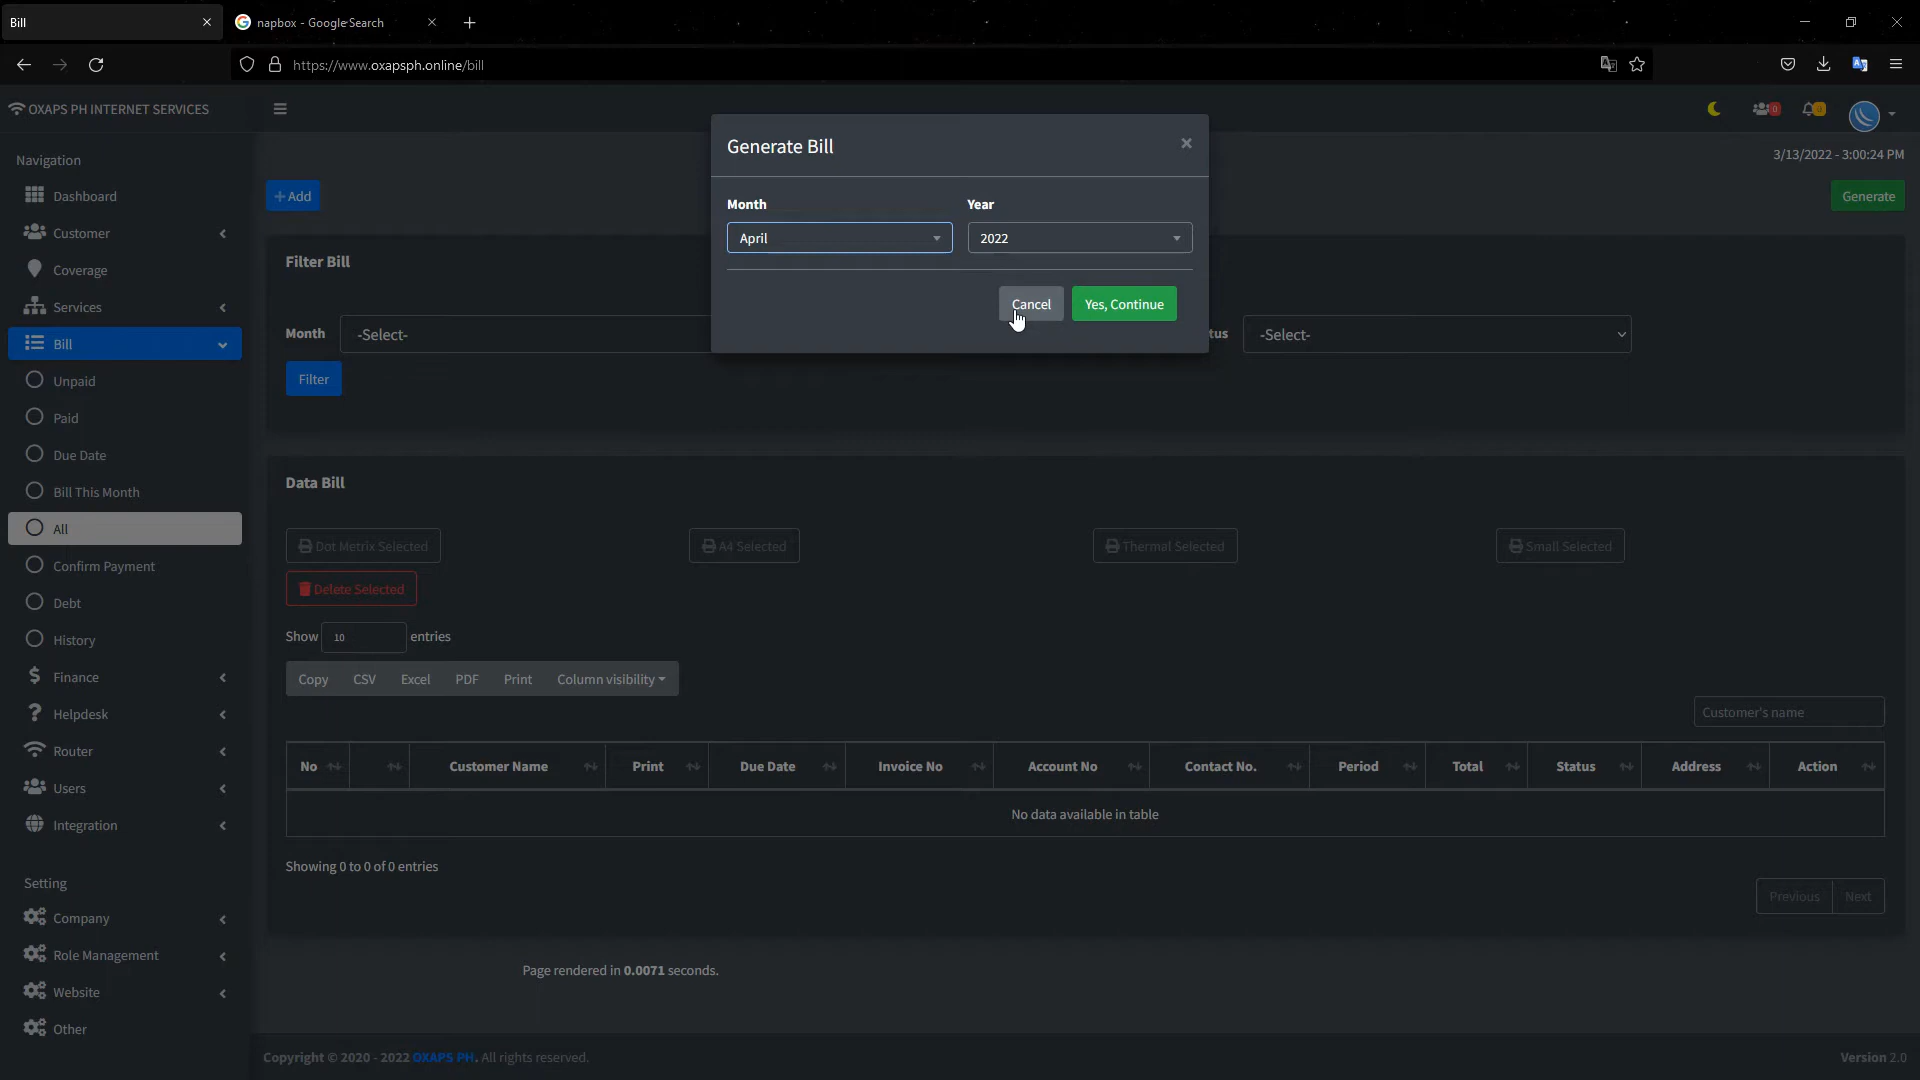 Bill
napbox - Google Search
https://www.oxapsph.online/bill
OXAPS PH INTERNET SERVICES
0
0
3/13/2022 - 3:00:24 PM
Navigation
Dashboard
Customer
Coverage
Services
Bill
Unpaid
Paid
Due Date
Bill This Month
All
Confirm Payment
Debt
History
Finance
Helpdesk
Router
Users
Integration
Setting
Company
Role Management
Website
Other
+ Add
Generate
Generate Bill
×
Month
Year
April
2022
Cancel
Yes, Continue
Filter Bill
Month
-Select-
tus
-Select-
Filter
Data Bill
Dot Metrix Selected
A4 Selected
Thermal Selected
Small Selected
Delete Selected
Show 10 entries
Copy CSV Excel PDF Print Column visibility
Customer's name
No Customer Name Print Due Date Invoice No Account No Contact No. Period Total Status Address Action
No data available in table
Showing 0 to 0 of 0 entries
Previous Next
Page rendered in 0.0071 seconds.
Copyright © 2020 - 2022 OXAPS PH. All rights reserved.
Version 2.0